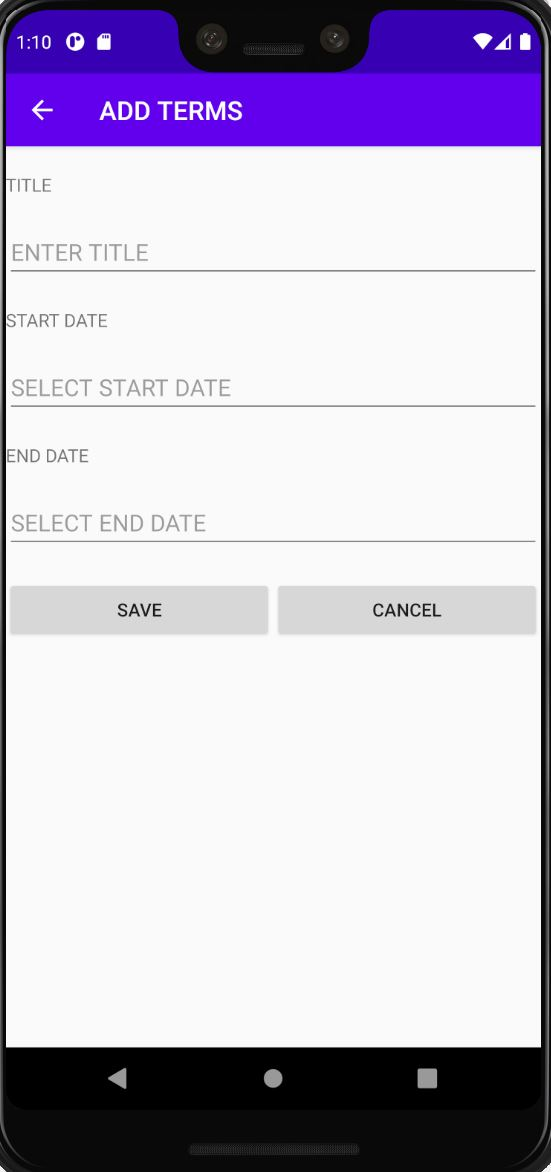 1:10
ADD TERMS
TITLE
ENTER TITLE
START DATE
SELECT START DATE
END DATE
SELECT END DATE
SAVE CANCEL